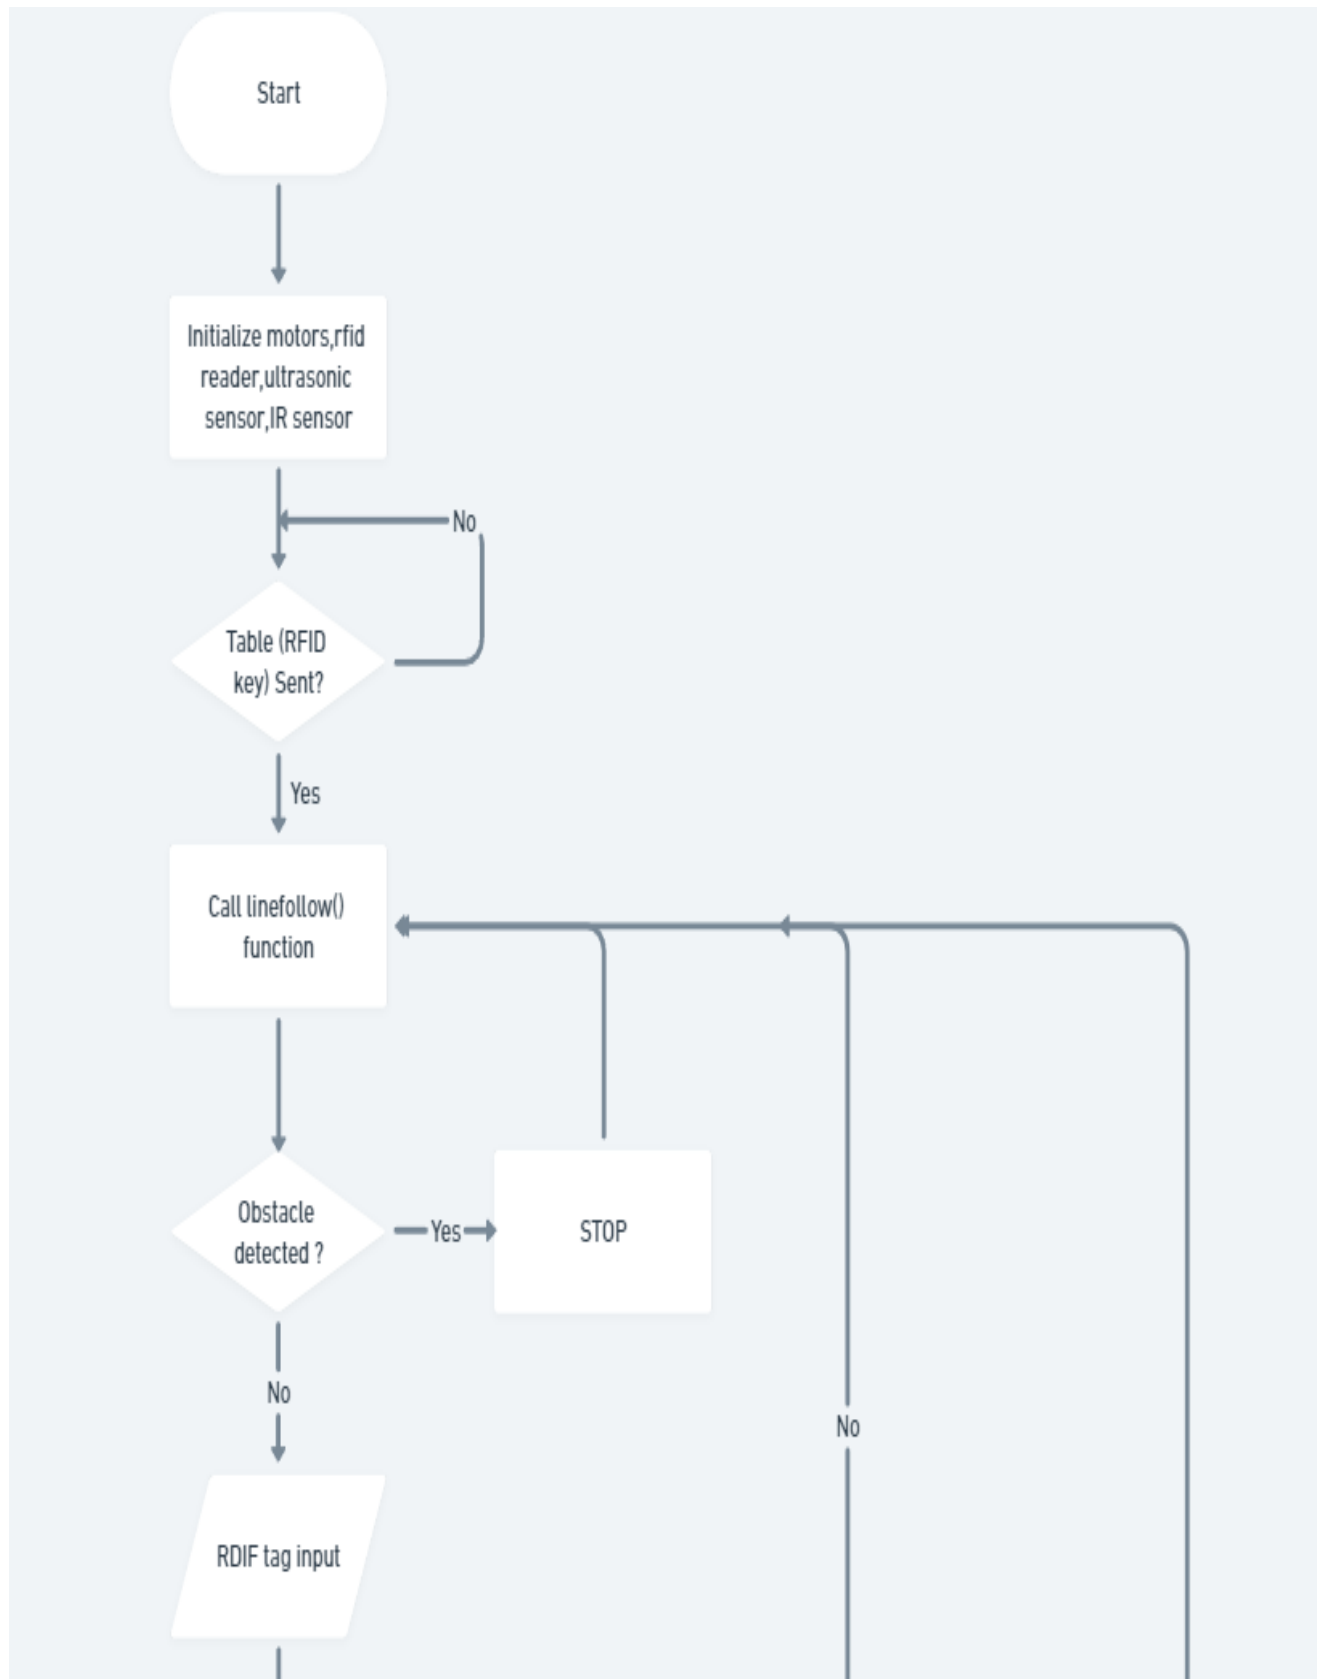 Start
Initialize motors,rfid
reader,ultrasonic
sensor,IR sensor
No
Table (RFID
key) Sent?
Yes
Call linefollow()
function
Obstacle
detected ?
Yes
STOP
No
No
RDIF tag input